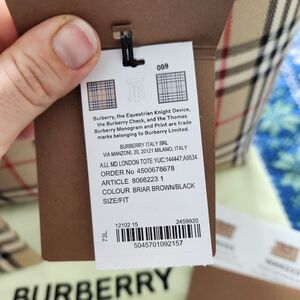 009
Burberry, the Equestrian Knight Device,
the Burberry Check, and the Thomas
Burberry Monogram and Print are trade
marks belonging to Burberry Limited.
BURBERRY ITALY SRL
VIA MANZONI, 20, 20121 MILANO, ITALY
A.LL MD LONDON TOTE YUC:144447:A9534
ORDER No 4500678678
ARTICLE 8066223 1
COLOUR BRIAR BROWN/BLACK
SIZE/FIT
73L
12102 15 2459920
5045701092157
BURBERRY